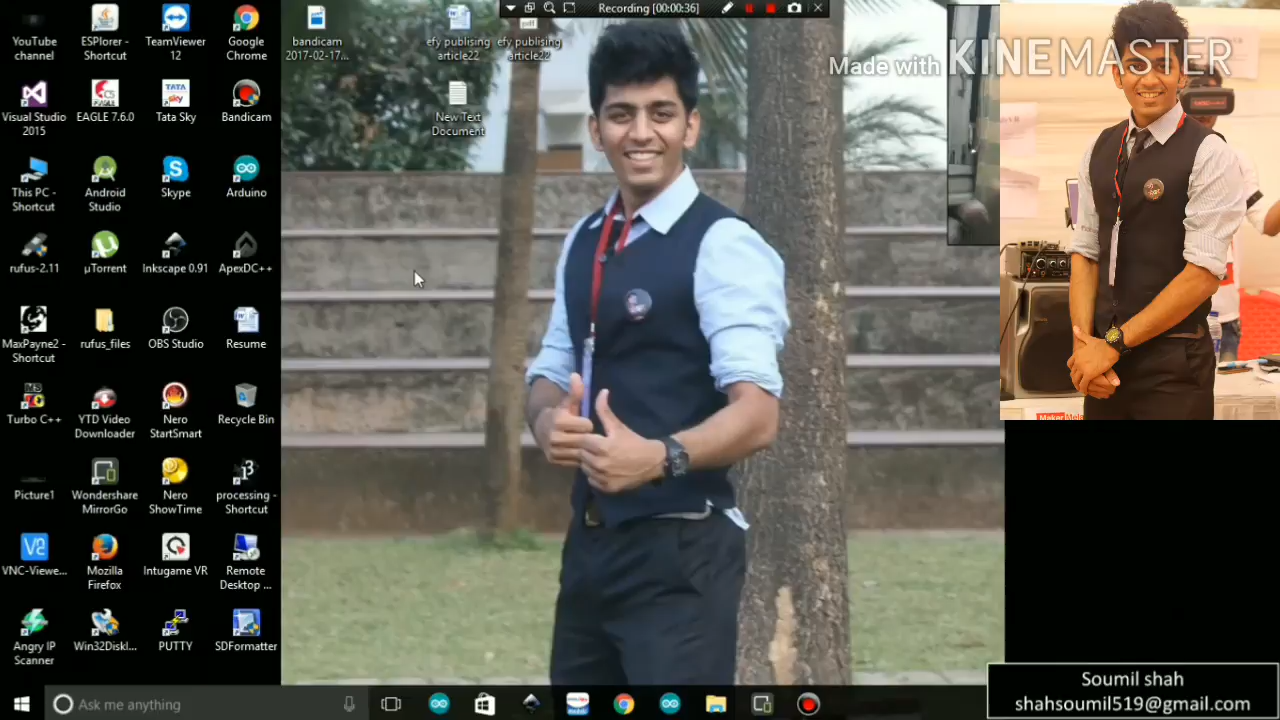 Recording [00:00:36]
YouTube
channel
ESPlorer -
Shortcut
TeamViewer
12
Google
Chrome
bandicam
2017-02-17...
efy publising
article22
pdf
efy publising
article22
Made with KINEMASTER
Visual Studio
2015
EAGLE 7.6.0
TATA
sky
Tata Sky
Bandicam
New Text
Document
This PC -
Shortcut
Android
Studio
Skype
Arduino
rufus-2.11
µTorrent
Inkscape 0.91
ApexDC++
MaxPayne2 -
Shortcut
rufus_files
OBS Studio
Resume
Turbo C++
YTD Video
Downloader
Nero
StartSmart
Recycle Bin
Picture1
Wondershare
MirrorGo
Nero
ShowTime
processing -
Shortcut
VNC-Viewe...
Mozilla
Firefox
Intugame VR
Remote
Desktop ...
Angry IP
Scanner
Win32DiskI...
PUTTY
SDFormatter
Ask me anything
Soumil shah
shahsoumil519@gmail.com